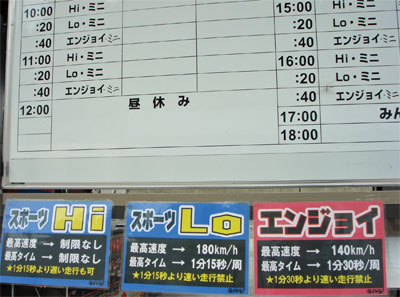 10:00 Hi・ミニ
:20 Lo・ミニ
:40 エンジョイ・ミニ
11:00 Hi・ミニ
:20 Lo・ミニ
:40 エンジョイ・ミニ
12:00 昼休み
15:00 Hi・ミニ
:20 Lo・ミニ
:40 エンジョイ・ミニ
16:00 Hi・ミニ
:20 Lo・ミニ
:40 エンジョイ・ミニ
17:00 みん
18:00
スポーツ Hi
最高速度 → 制限なし
最高タイム → 制限なし
★1分15秒より遅い走行も可
スポーツ Lo
最高速度 → 180km/h
最高タイム → 1分15秒/周
★1分15秒より速い走行禁止
エンジョイ
最高速度 → 140km/h
最高タイム → 1分30秒/周
★1分30秒より速い走行禁止